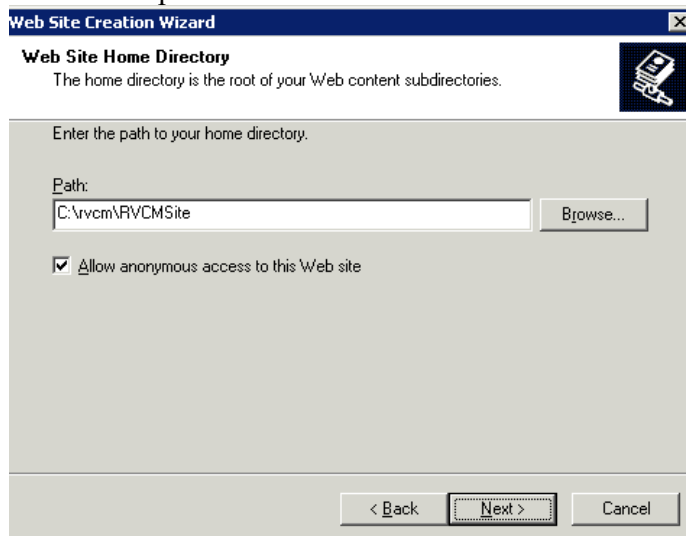 Web Site Creation Wizard
Web Site Home Directory
The home directory is the root of your Web content subdirectories.
Enter the path to your home directory.
Path:
C:\rvcm\RVCMSite
Browse...
Allow anonymous access to this Web site
< Back
Next >
Cancel